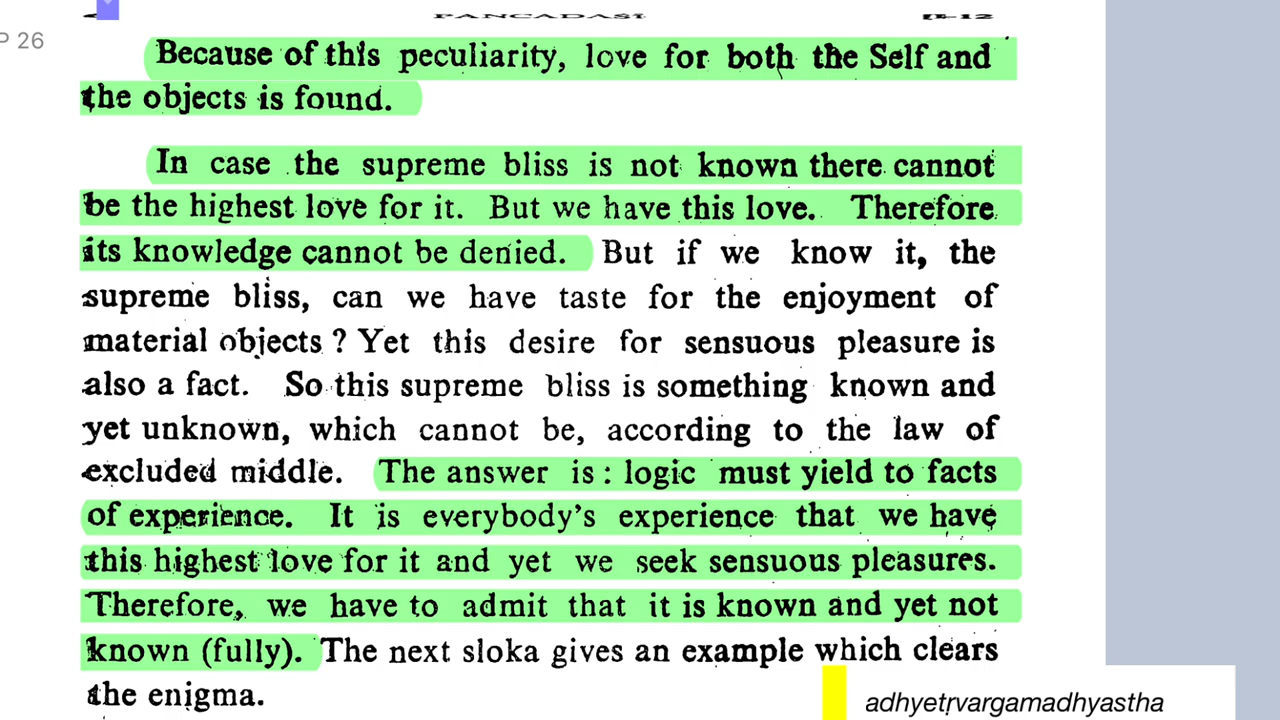 PANCADASI [I-12
P 26
Because of this peculiarity, love for both the Self and
the objects is found.
In case the supreme bliss is not known there cannot
be the highest love for it. But we have this love. Therefore
its knowledge cannot be denied. But if we know it, the
supreme bliss, can we have taste for the enjoyment of
material objects ? Yet this desire for sensuous pleasure is
also a fact. So this supreme bliss is something known and
yet unknown, which cannot be, according to the law of
excluded middle. The answer is : logic must yield to facts
of experience. It is everybody's experience that we have
this highest love for it and yet we seek sensuous pleasures.
Therefore, we have to admit that it is known and yet not
known (fully). The next sloka gives an example which clears
the enigma.
adhyetṛvargamadhyastha